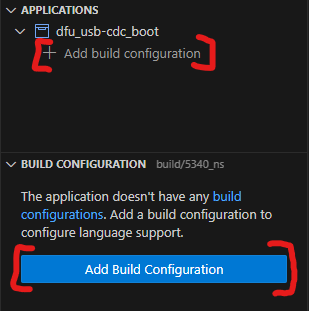 APPLICATIONS
dfu_usb-cdc_boot
Add build configuration
BUILD CONFIGURATION build/5340_ns
The application doesn't have any build
configurations. Add a build configuration to
configure language support.
Add Build Configuration